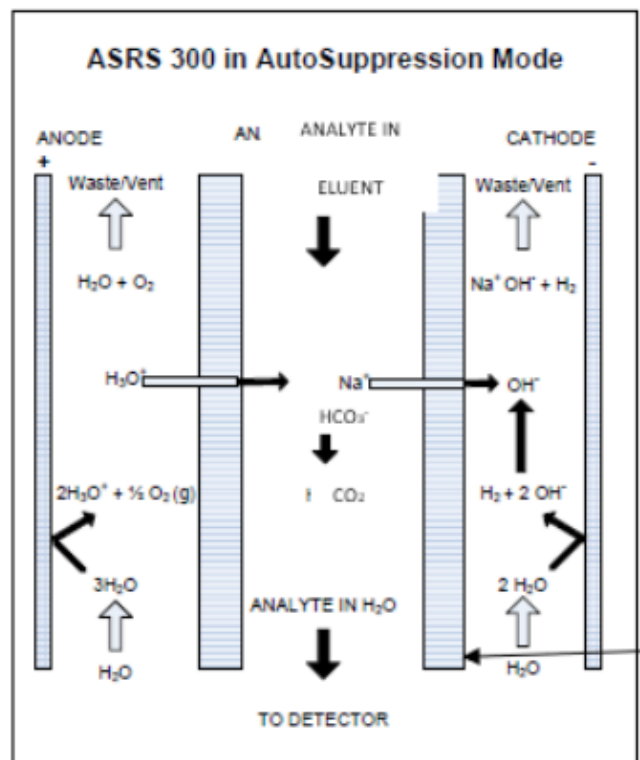 ASRS 300 in AutoSuppression Mode
ANODE
+
AN
ANALYTE IN
ELUENT
CATHODE
-
Waste/Vent
Waste/Vent
H₂O + O₂
Na⁺ OH⁻ + H₂
H₃O⁺
Na⁺
OH⁻
HCO₃⁻
2H₃O⁺ + ½ O₂ (g)
CO₂
H₂ + 2 OH⁻
3H₂O
2 H₂O
ANALYTE IN H₂O
H₂O
H₂O
TO DETECTOR